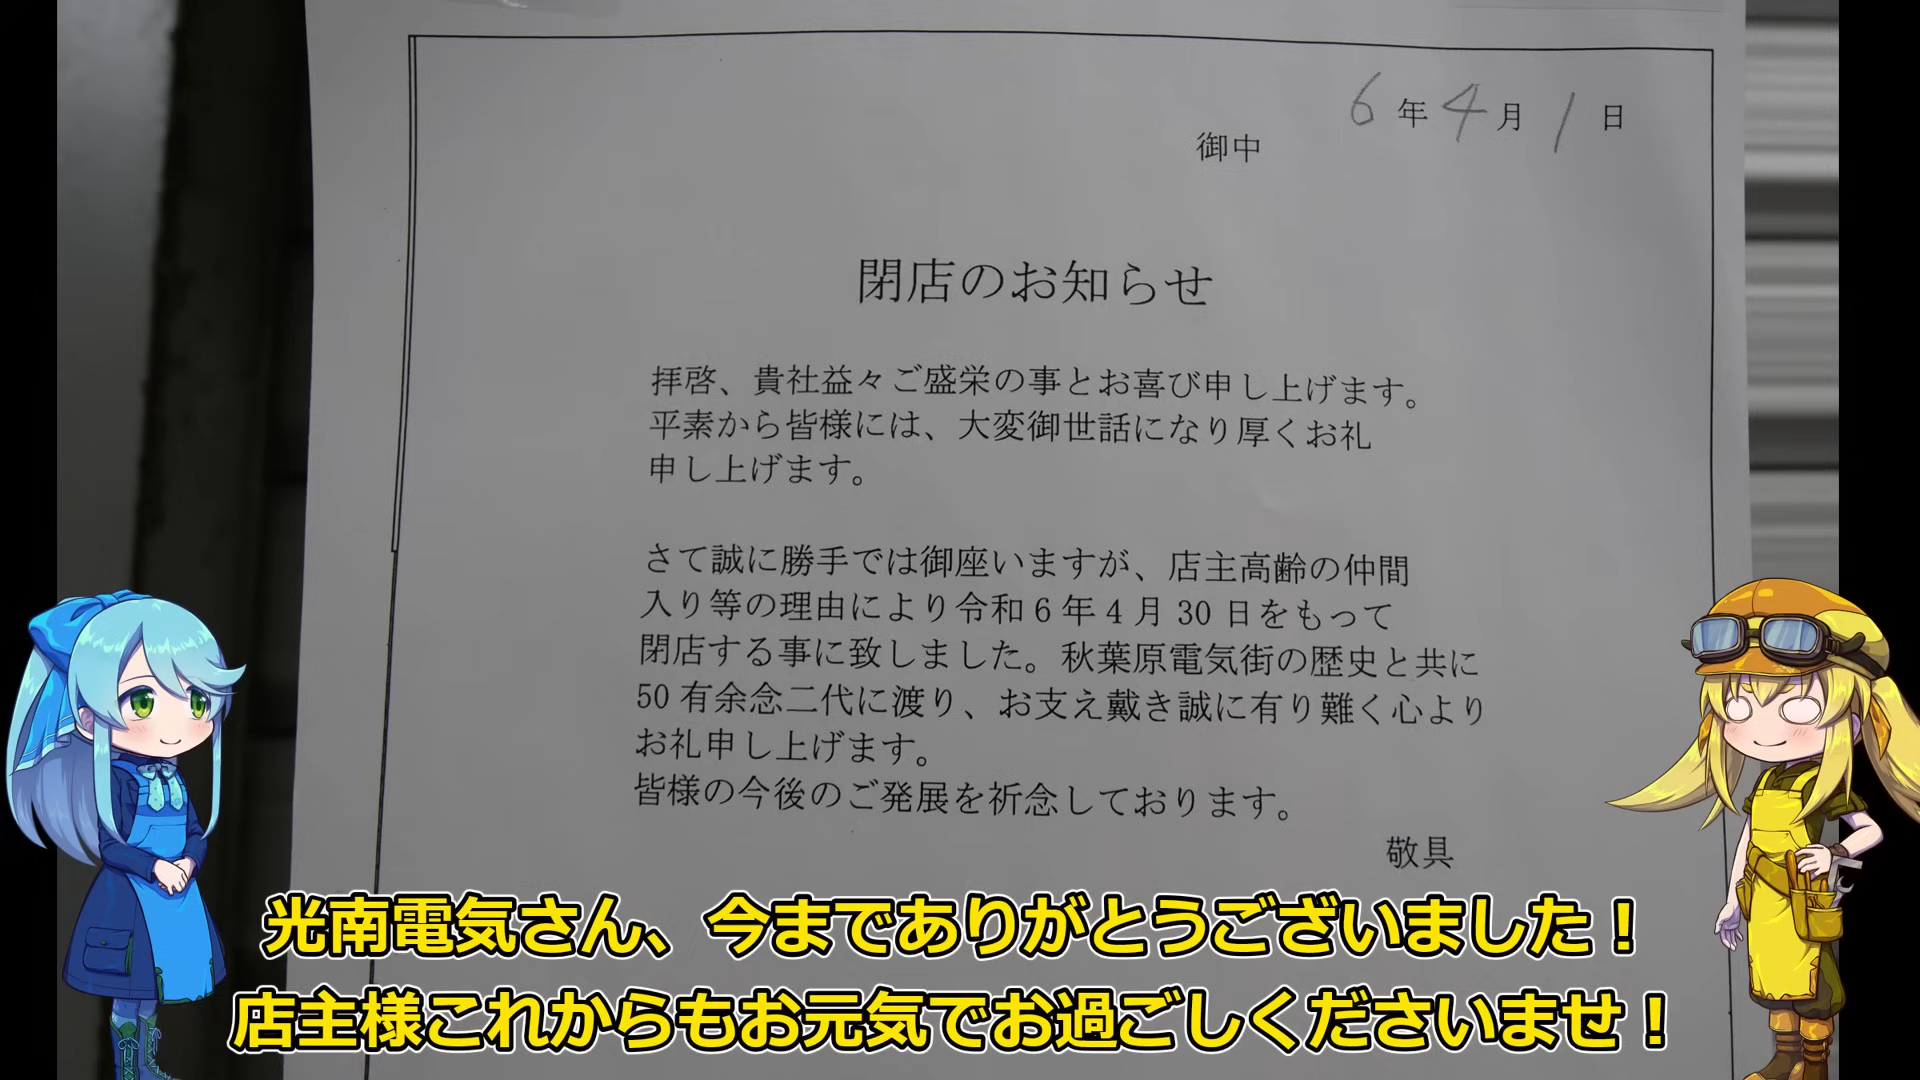 6年4月1日
御中
閉店のお知らせ
拝啓、貴社益々ご盛栄の事とお喜び申し上げます。
平素から皆様には、大変御世話になり厚くお礼
申し上げます。
さて誠に勝手では御座いますが、店主高齢の仲間
入り等の理由により令和6年4月30日をもって
閉店する事に致しました。秋葉原電気街の歴史と共に
50有余念二代に渡り、お支え戴き誠に有り難く心より
お礼申し上げます。
皆様の今後のご発展を祈念しております。
敬具
光南電気さん、今までありがとうございました！
店主様これからもお元気でお過ごしくださいませ！